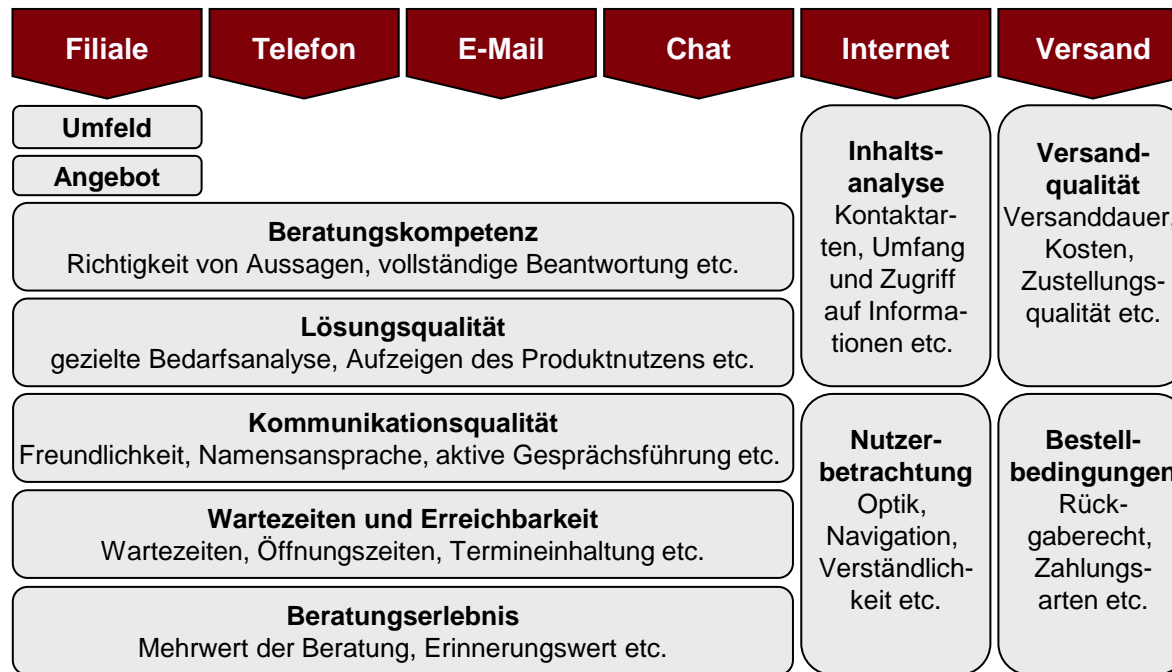 Filiale
Telefon
E-Mail
Chat
Internet
Versand
Umfeld
Angebot
Beratungskompetenz
Richtigkeit von Aussagen, vollständige Beantwortung etc.
Lösungsqualität
gezielte Bedarfsanalyse, Aufzeigen des Produktnutzens etc.
Kommunikationsqualität
Freundlichkeit, Namensansprache, aktive Gesprächsführung etc.
Wartezeiten und Erreichbarkeit
Wartezeiten, Öffnungszeiten, Termineinhaltung etc.
Beratungserlebnis
Mehrwert der Beratung, Erinnerungswert etc.
Inhalts-
analyse
Kontaktar-
ten, Umfang
und Zugriff
auf Informa-
tionen etc.
Nutzer-
betrachtung
Optik,
Navigation,
Verständlich-
keit etc.
Versand-
qualität
Versanddauer,
Kosten,
Zustellungs-
qualität etc.
Bestell-
bedingungen
Rück-
gaberecht,
Zahlungs-
arten etc.